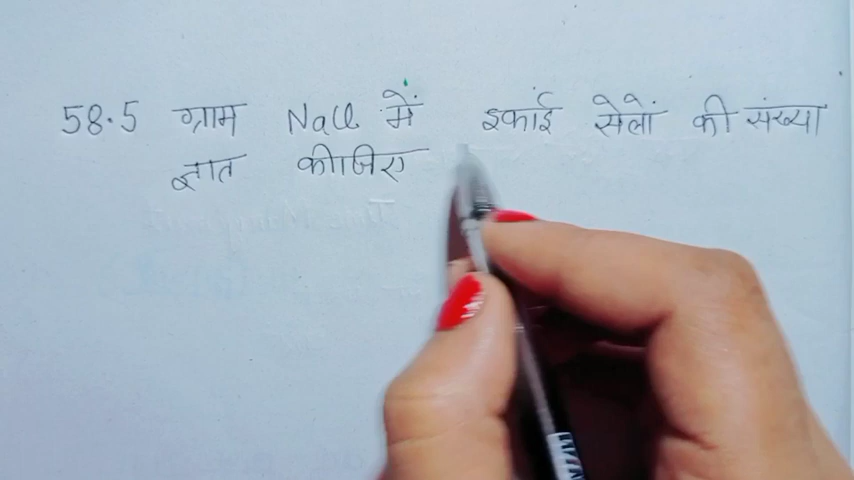 58.5 ग्राम NaCl में इकाई सेलों की संख्या
ज्ञात कीजिए